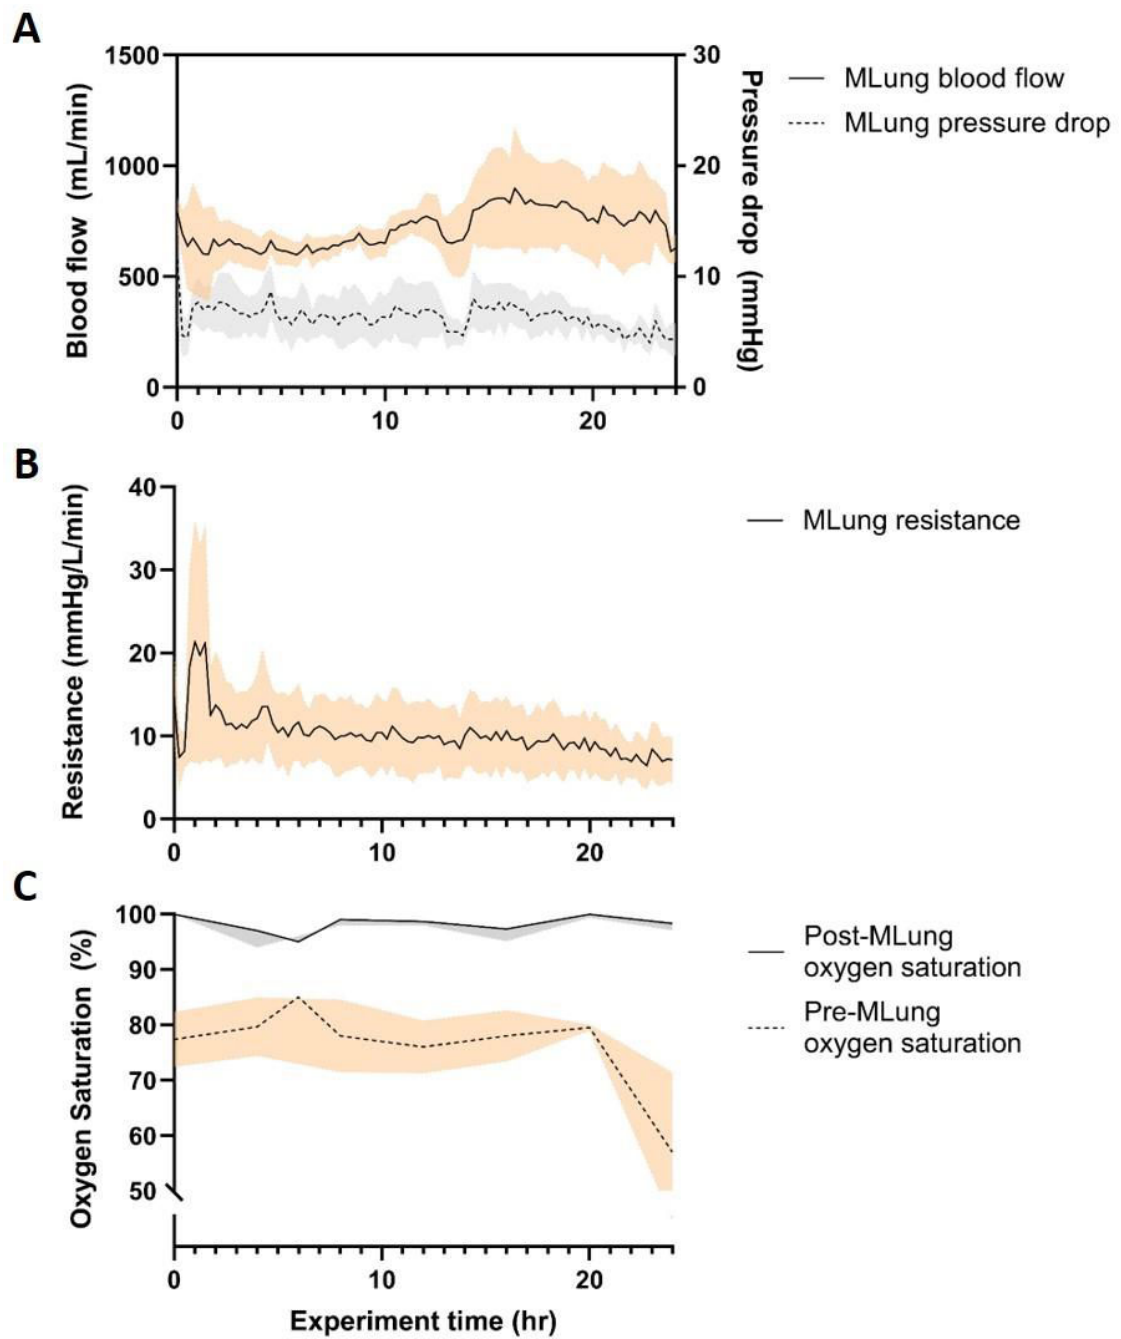 A
Blood flow (mL/min)
1500
1000
500
0
0
10
20
30
20
10
0
Pressure drop (mmHg)
MLung blood flow
MLung pressure drop
B
Resistance (mmHg/L/min)
40
30
20
10
0
0
10
20
MLung resistance
C
Oxygen Saturation (%)
100
90
80
70
60
50
0
10
20
Experiment time (hr)
Post-MLung
oxygen saturation
Pre-MLung
oxygen saturation